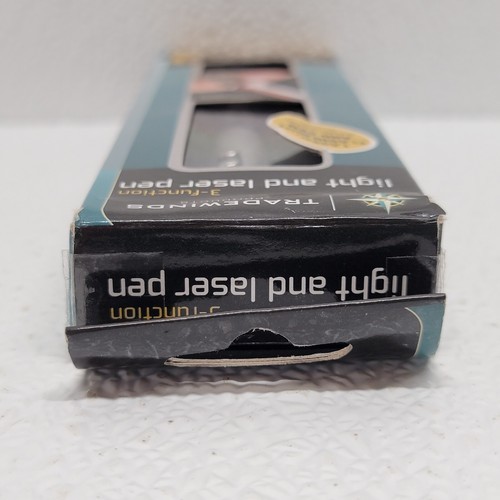 TRADEWINDS
3-function
light and laser pen
3-function
light and laser pen